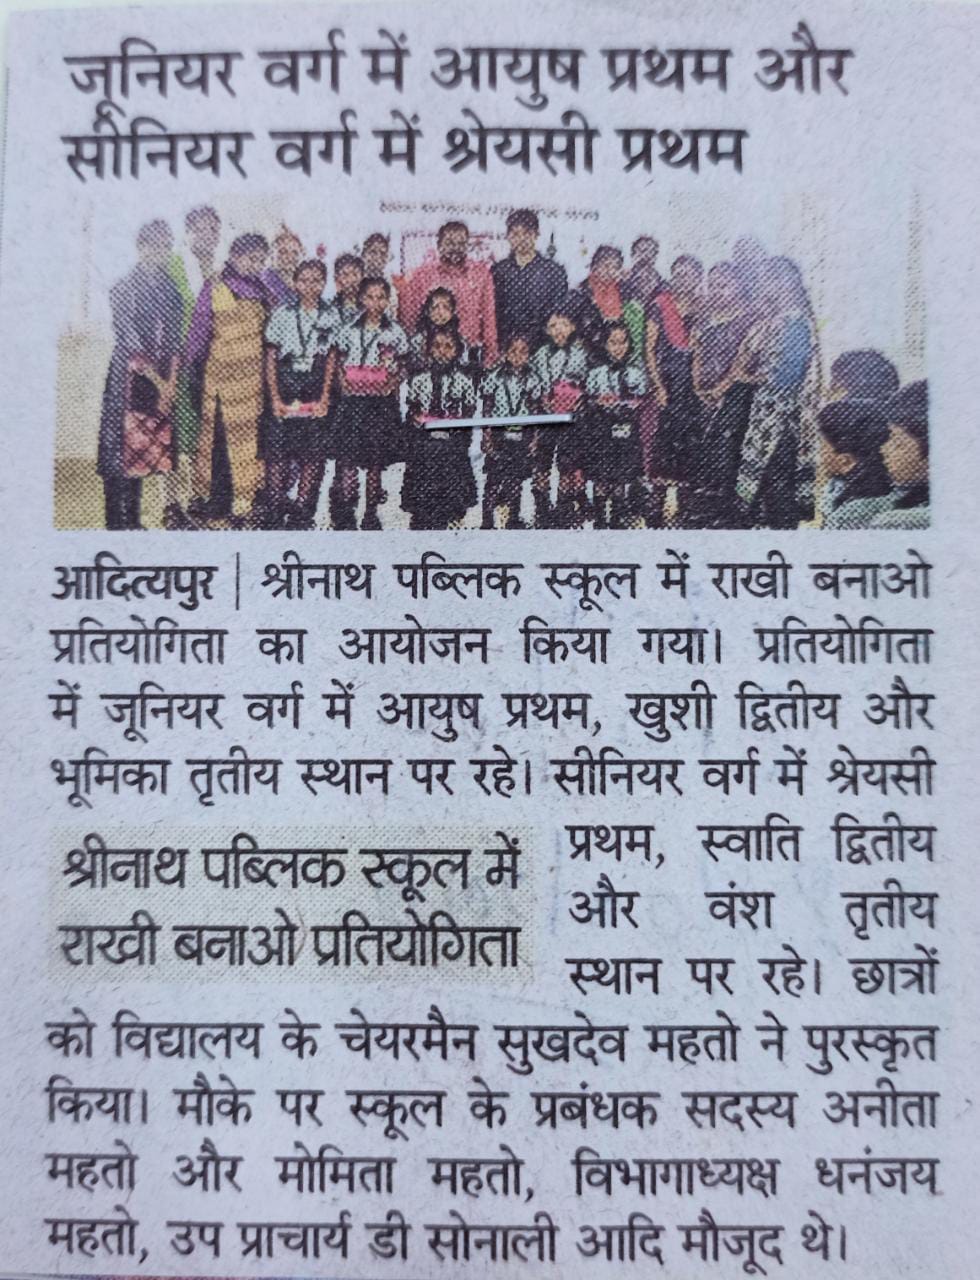 जूनियर वर्ग में आयुष प्रथम और
सीनियर वर्ग में श्रेयसी प्रथम
आदित्यपुर | श्रीनाथ पब्लिक स्कूल में राखी बनाओ
प्रतियोगिता का आयोजन किया गया। प्रतियोगिता
में जूनियर वर्ग में आयुष प्रथम, खुशी द्वितीय और
भूमिका तृतीय स्थान पर रहे। सीनियर वर्ग में श्रेयसी
श्रीनाथ पब्लिक स्कूल में
राखी बनाओ प्रतियोगिता
प्रथम, स्वाति द्वितीय
और वंश तृतीय
स्थान पर रहे। छात्रों
को विद्यालय के चेयरमैन सुखदेव महतो ने पुरस्कृत
किया। मौके पर स्कूल के प्रबंधक सदस्य अनीता
महतो और मोमिता महतो, विभागाध्यक्ष धनंजय
महतो, उप प्राचार्य डी सोनाली आदि मौजूद थे।